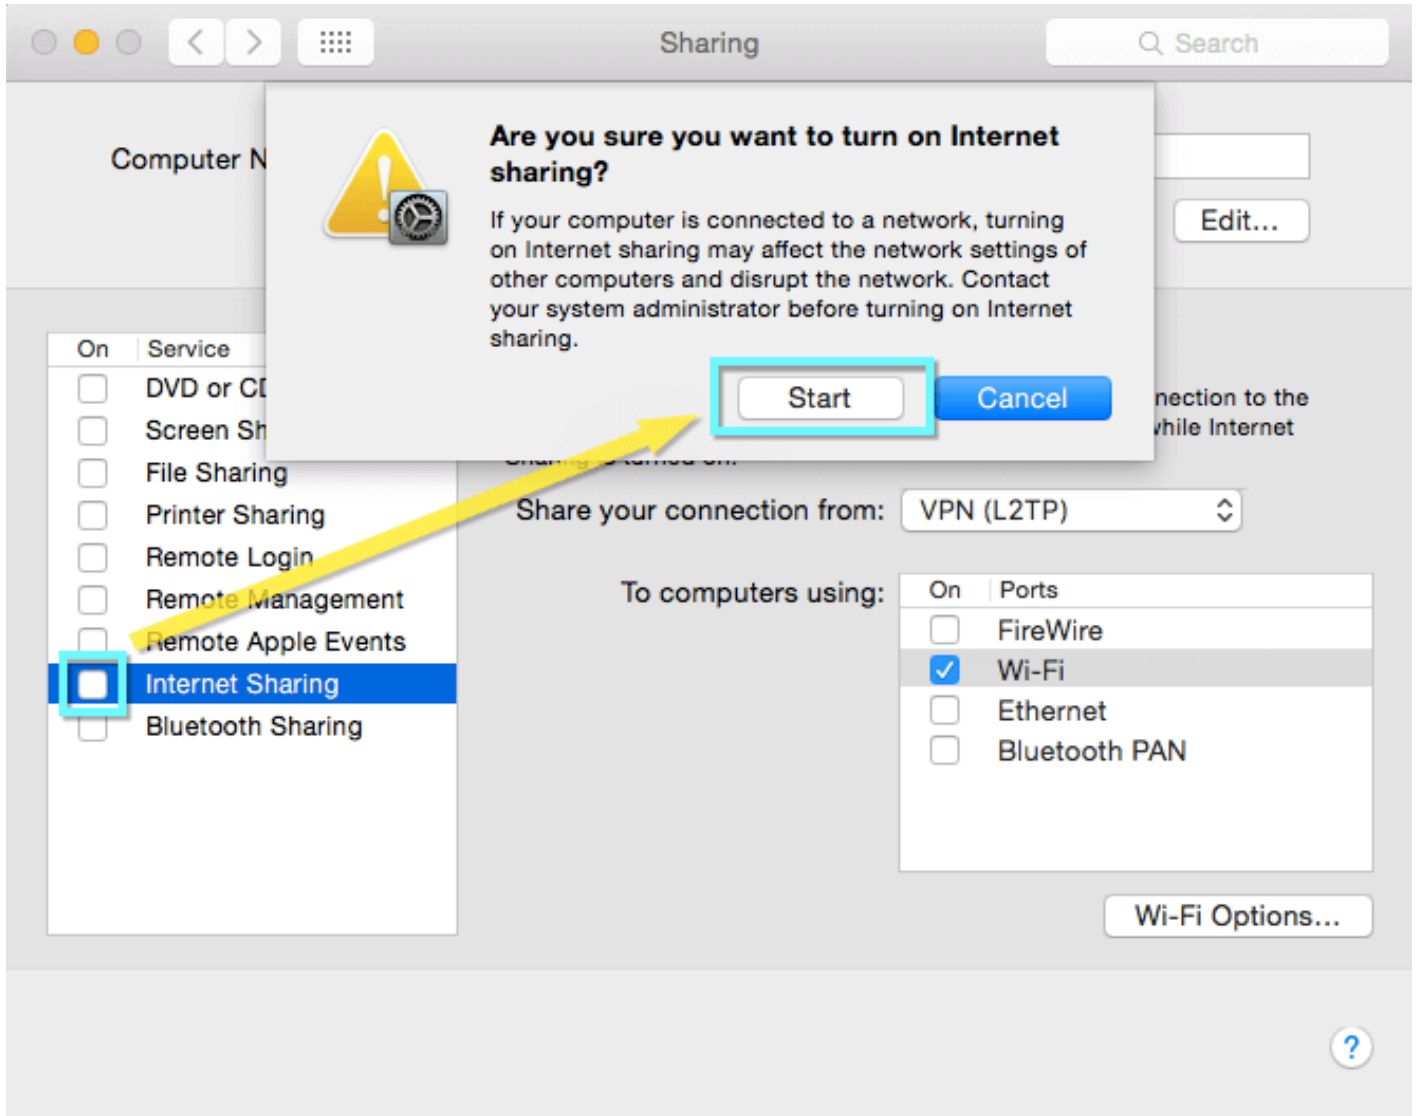 Sharing
Search
Are you sure you want to turn on Internet
sharing?
If your computer is connected to a network, turning
on Internet sharing may affect the network settings of
other computers and disrupt the network. Contact
your system administrator before turning on Internet
sharing.
Start
Cancel
Computer N
Edit...
nection to the
while Internet
Sharing is turned on.
On Service
DVD or CD
Screen Sh
File Sharing
Printer Sharing
Remote Login
Remote Management
Remote Apple Events
Internet Sharing
Bluetooth Sharing
Share your connection from: VPN (L2TP)
To computers using:
On Ports
FireWire
Wi-Fi
Ethernet
Bluetooth PAN
Wi-Fi Options...
?